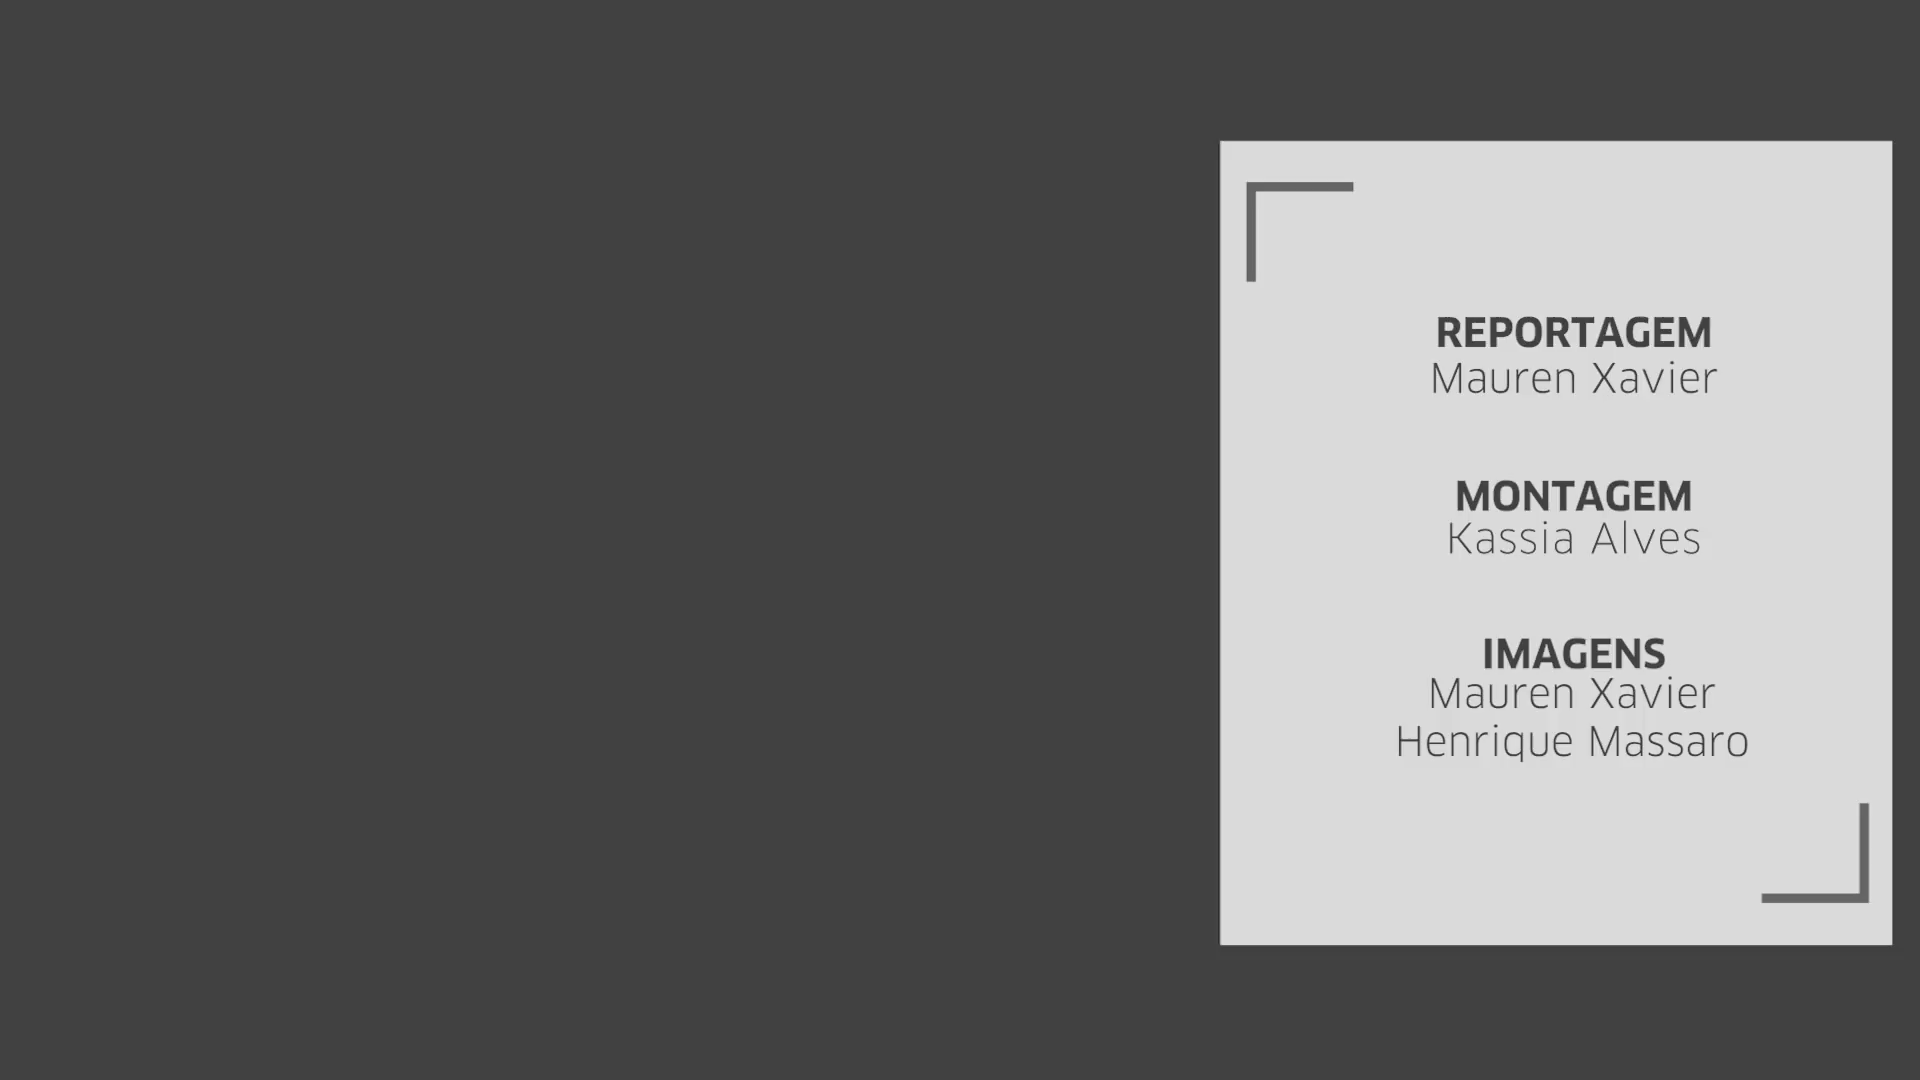 REPORTAGEM
Mauren Xavier
MONTAGEM
Kassia Alves
IMAGENS
Mauren Xavier
Henrique Massaro